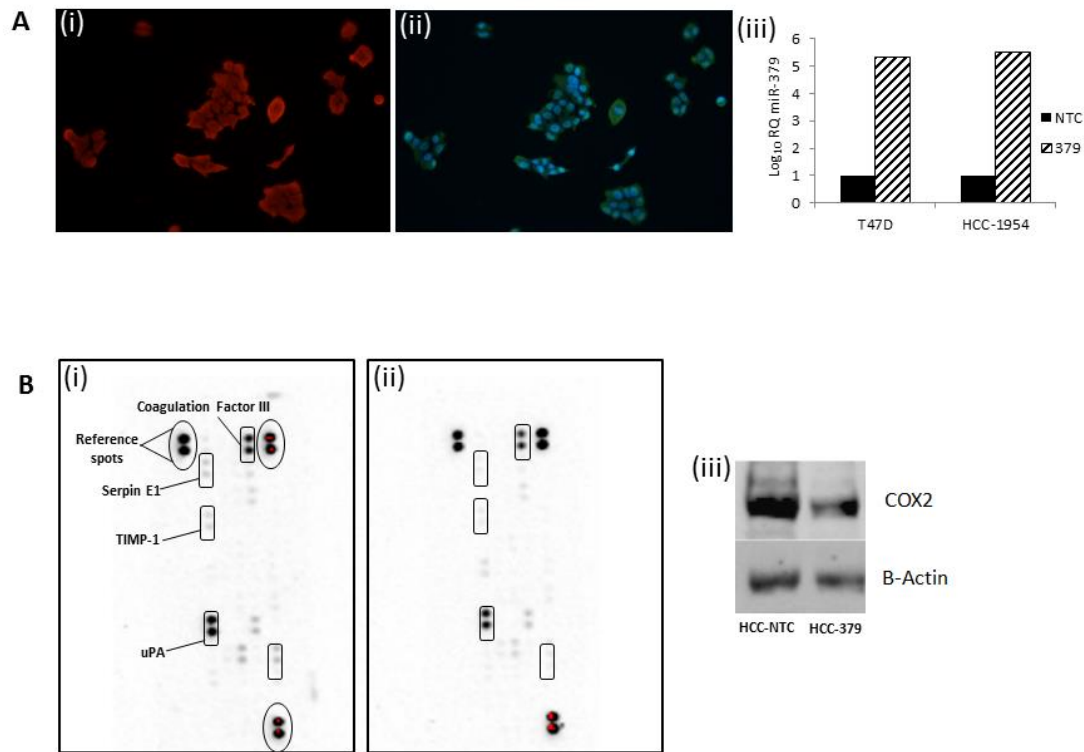 A
(i)
(ii)
(iii)
6
5
4
3
2
1
0
Log10 RQ miR-379
T47D
HCC-1954
NTC
379
B
(i)
(ii)
Coagulation Factor III
Reference
spots
Serpin E1
TIMP-1
uPA
(iii)
COX2
B-Actin
HCC-NTC
HCC-379